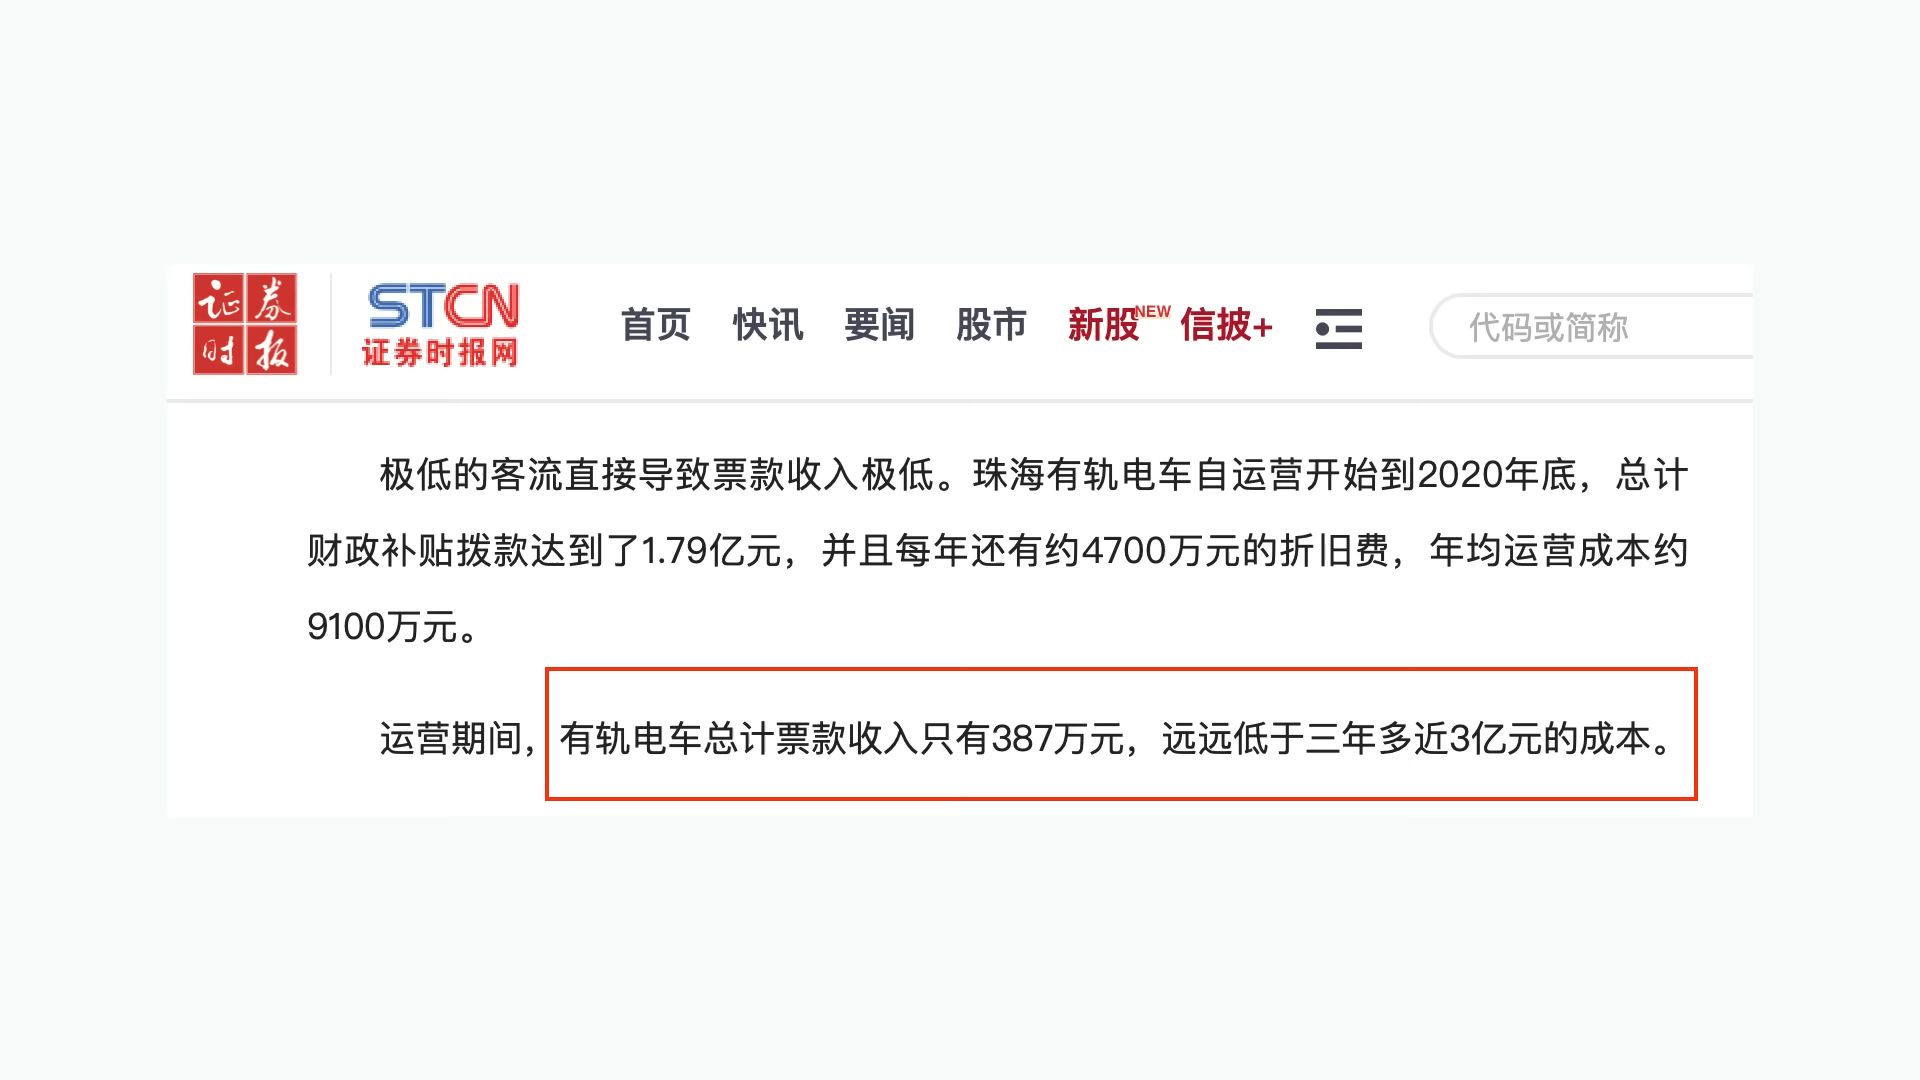 证券
时报
STCN
证券时报网
首页 快讯 要闻 股市 新股NEW 信披+
代码或简称
极低的客流直接导致票款收入极低。珠海有轨电车自运营开始到2020年底，总计
财政补贴拨款达到了1.79亿元，并且每年还有约4700万元的折旧费，年均运营成本约
9100万元。
运营期间，有轨电车总计票款收入只有387万元，远远低于三年多近3亿元的成本。